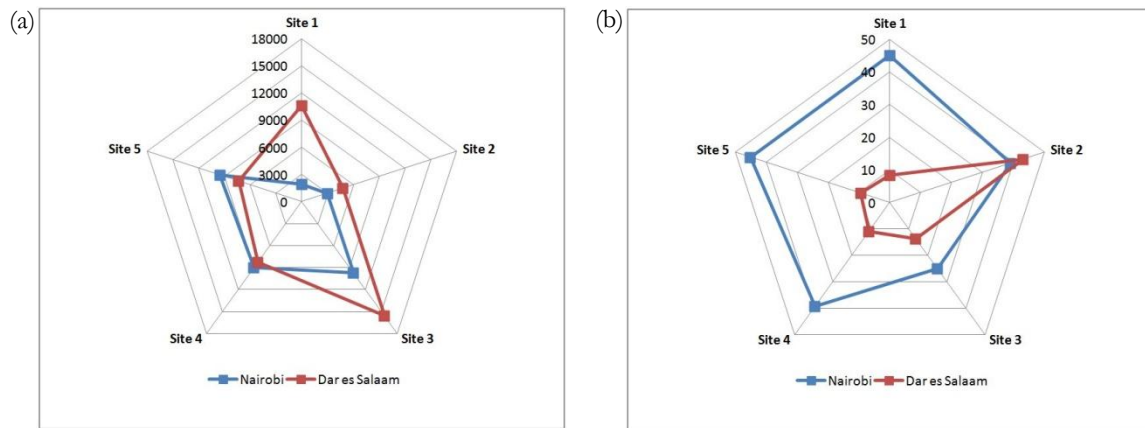 (a)
Site 1
18000
15000
12000
9000
6000
3000
0
Site 2
Site 3
Site 4
Site 5
Nairobi
Dar es Salaam
(b)
Site 1
50
40
30
20
10
0
Site 2
Site 3
Site 4
Site 5
Nairobi
Dar es Salaam